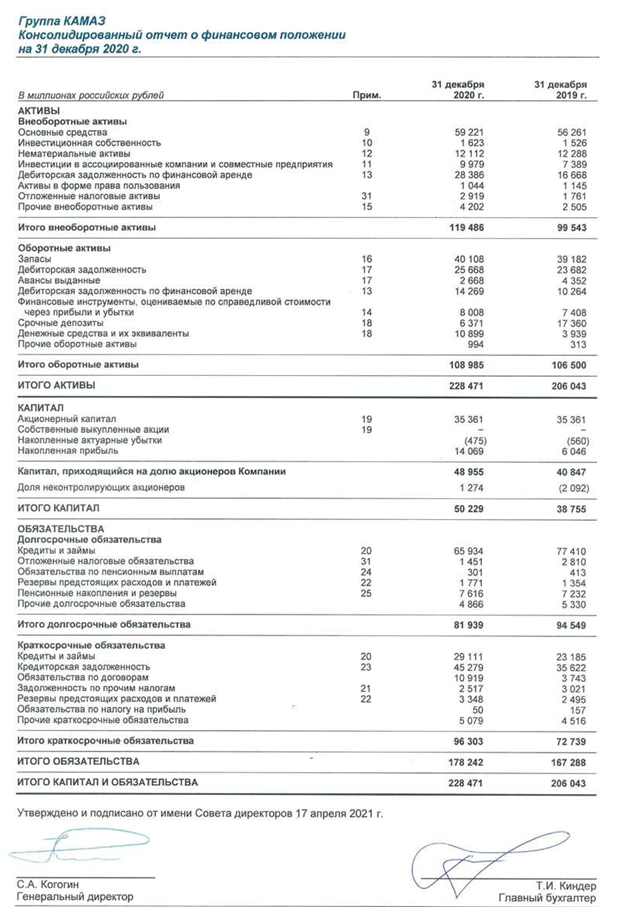 Группа КАМАЗ
Консолидированный отчет о финансовом положении
на 31 декабря 2020 г.
В миллионах российских рублей Прим. 31 декабря 2020 г. 31 декабря 2019 г.
АКТИВЫ
Внеоборотные активы
Основные средства 9 59 221 56 261
Инвестиционная собственность 10 1 623 1 526
Нематериальные активы 12 12 112 12 288
Инвестиции в ассоциированные компании и совместные предприятия 11 9 979 7 389
Дебиторская задолженность по финансовой аренде 13 28 386 16 668
Активы в форме права пользования 1 044 1 145
Отложенные налоговые активы 31 2 919 1 761
Прочие внеоборотные активы 15 4 202 2 505
Итого внеоборотные активы 119 486 99 543
Оборотные активы
Запасы 16 40 108 39 182
Дебиторская задолженность 17 25 668 23 682
Авансы выданные 17 2 668 4 352
Дебиторская задолженность по финансовой аренде 13 14 269 10 264
Финансовые инструменты, оцениваемые по справедливой стоимости
через прибыли и убытки 14 8 008 7 408
Срочные депозиты 18 6 371 17 360
Денежные средства и их эквиваленты 18 10 899 3 939
Прочие оборотные активы 994 313
Итого оборотные активы 108 985 106 500
ИТОГО АКТИВЫ 228 471 206 043
КАПИТАЛ
Акционерный капитал 19 35 361 35 361
Собственные выкупленные акции 19 – –
Накопленные актуарные убытки (475) (560)
Накопленная прибыль 14 069 6 046
Капитал, приходящийся на долю акционеров Компании 48 955 40 847
Доля неконтролирующих акционеров 1 274 (2 092)
ИТОГО КАПИТАЛ 50 229 38 755
ОБЯЗАТЕЛЬСТВА
Долгосрочные обязательства
Кредиты и займы 20 65 934 77 410
Отложенные налоговые обязательства 31 1 451 2 810
Обязательства по пенсионным выплатам 24 301 413
Резервы предстоящих расходов и платежей 22 1 771 1 354
Пенсионные накопления и резервы 25 7 616 7 232
Прочие долгосрочные обязательства 4 866 5 330
Итого долгосрочные обязательства 81 939 94 549
Краткосрочные обязательства
Кредиты и займы 20 29 111 23 185
Кредиторская задолженность 23 45 279 35 622
Обязательства по договорам 10 919 3 743
Задолженность по прочим налогам 21 2 517 3 021
Резервы предстоящих расходов и платежей 22 3 348 2 495
Обязательства по налогу на прибыль 50 157
Прочие краткосрочные обязательства 5 079 4 516
Итого краткосрочные обязательства 96 303 72 739
ИТОГО ОБЯЗАТЕЛЬСТВА 178 242 167 288
ИТОГО КАПИТАЛ И ОБЯЗАТЕЛЬСТВА 228 471 206 043
Утверждено и подписано от имени Совета директоров 17 апреля 2021 г.
С.А. Когогин Т.И. Киндер
Генеральный директор Главный бухгалтер